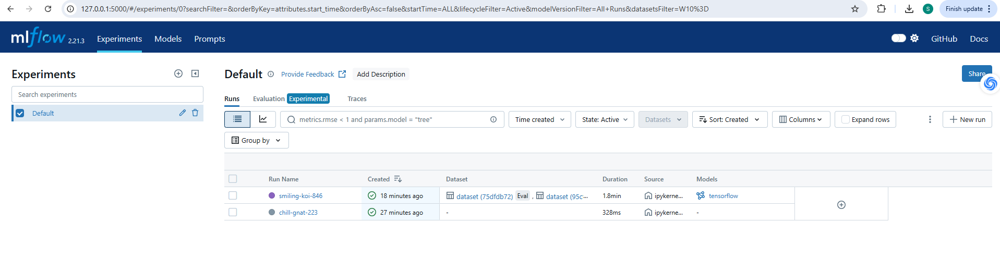 127.0.0.1:5000/#/experiments/0?searchFilter=&orderByKey=attributes.start_time&orderByAsc=false&startTime=ALL&lifecycleFilter=Active&modelVersionFilter=All+Runs&datasetsFilter=W10%3D
S
Finish update
mlflow 2.21.3
Experiments
Models
Prompts
GitHub
Docs
Experiments
Search experiments
Default
Default
Provide Feedback
Add Description
Share
Runs
Evaluation Experimental
Traces
metrics.rmse < 1 and params.model = "tree"
Time created
State: Active
Datasets
Sort: Created
Columns
Expand rows
New run
Group by
Run Name Created Dataset Duration Source Models
smiling-koi-846 18 minutes ago dataset (75dfdb72) Eval , dataset (95c... 1.8min ipykerne... tensorflow
chill-gnat-223 27 minutes ago - 328ms ipykerne... -